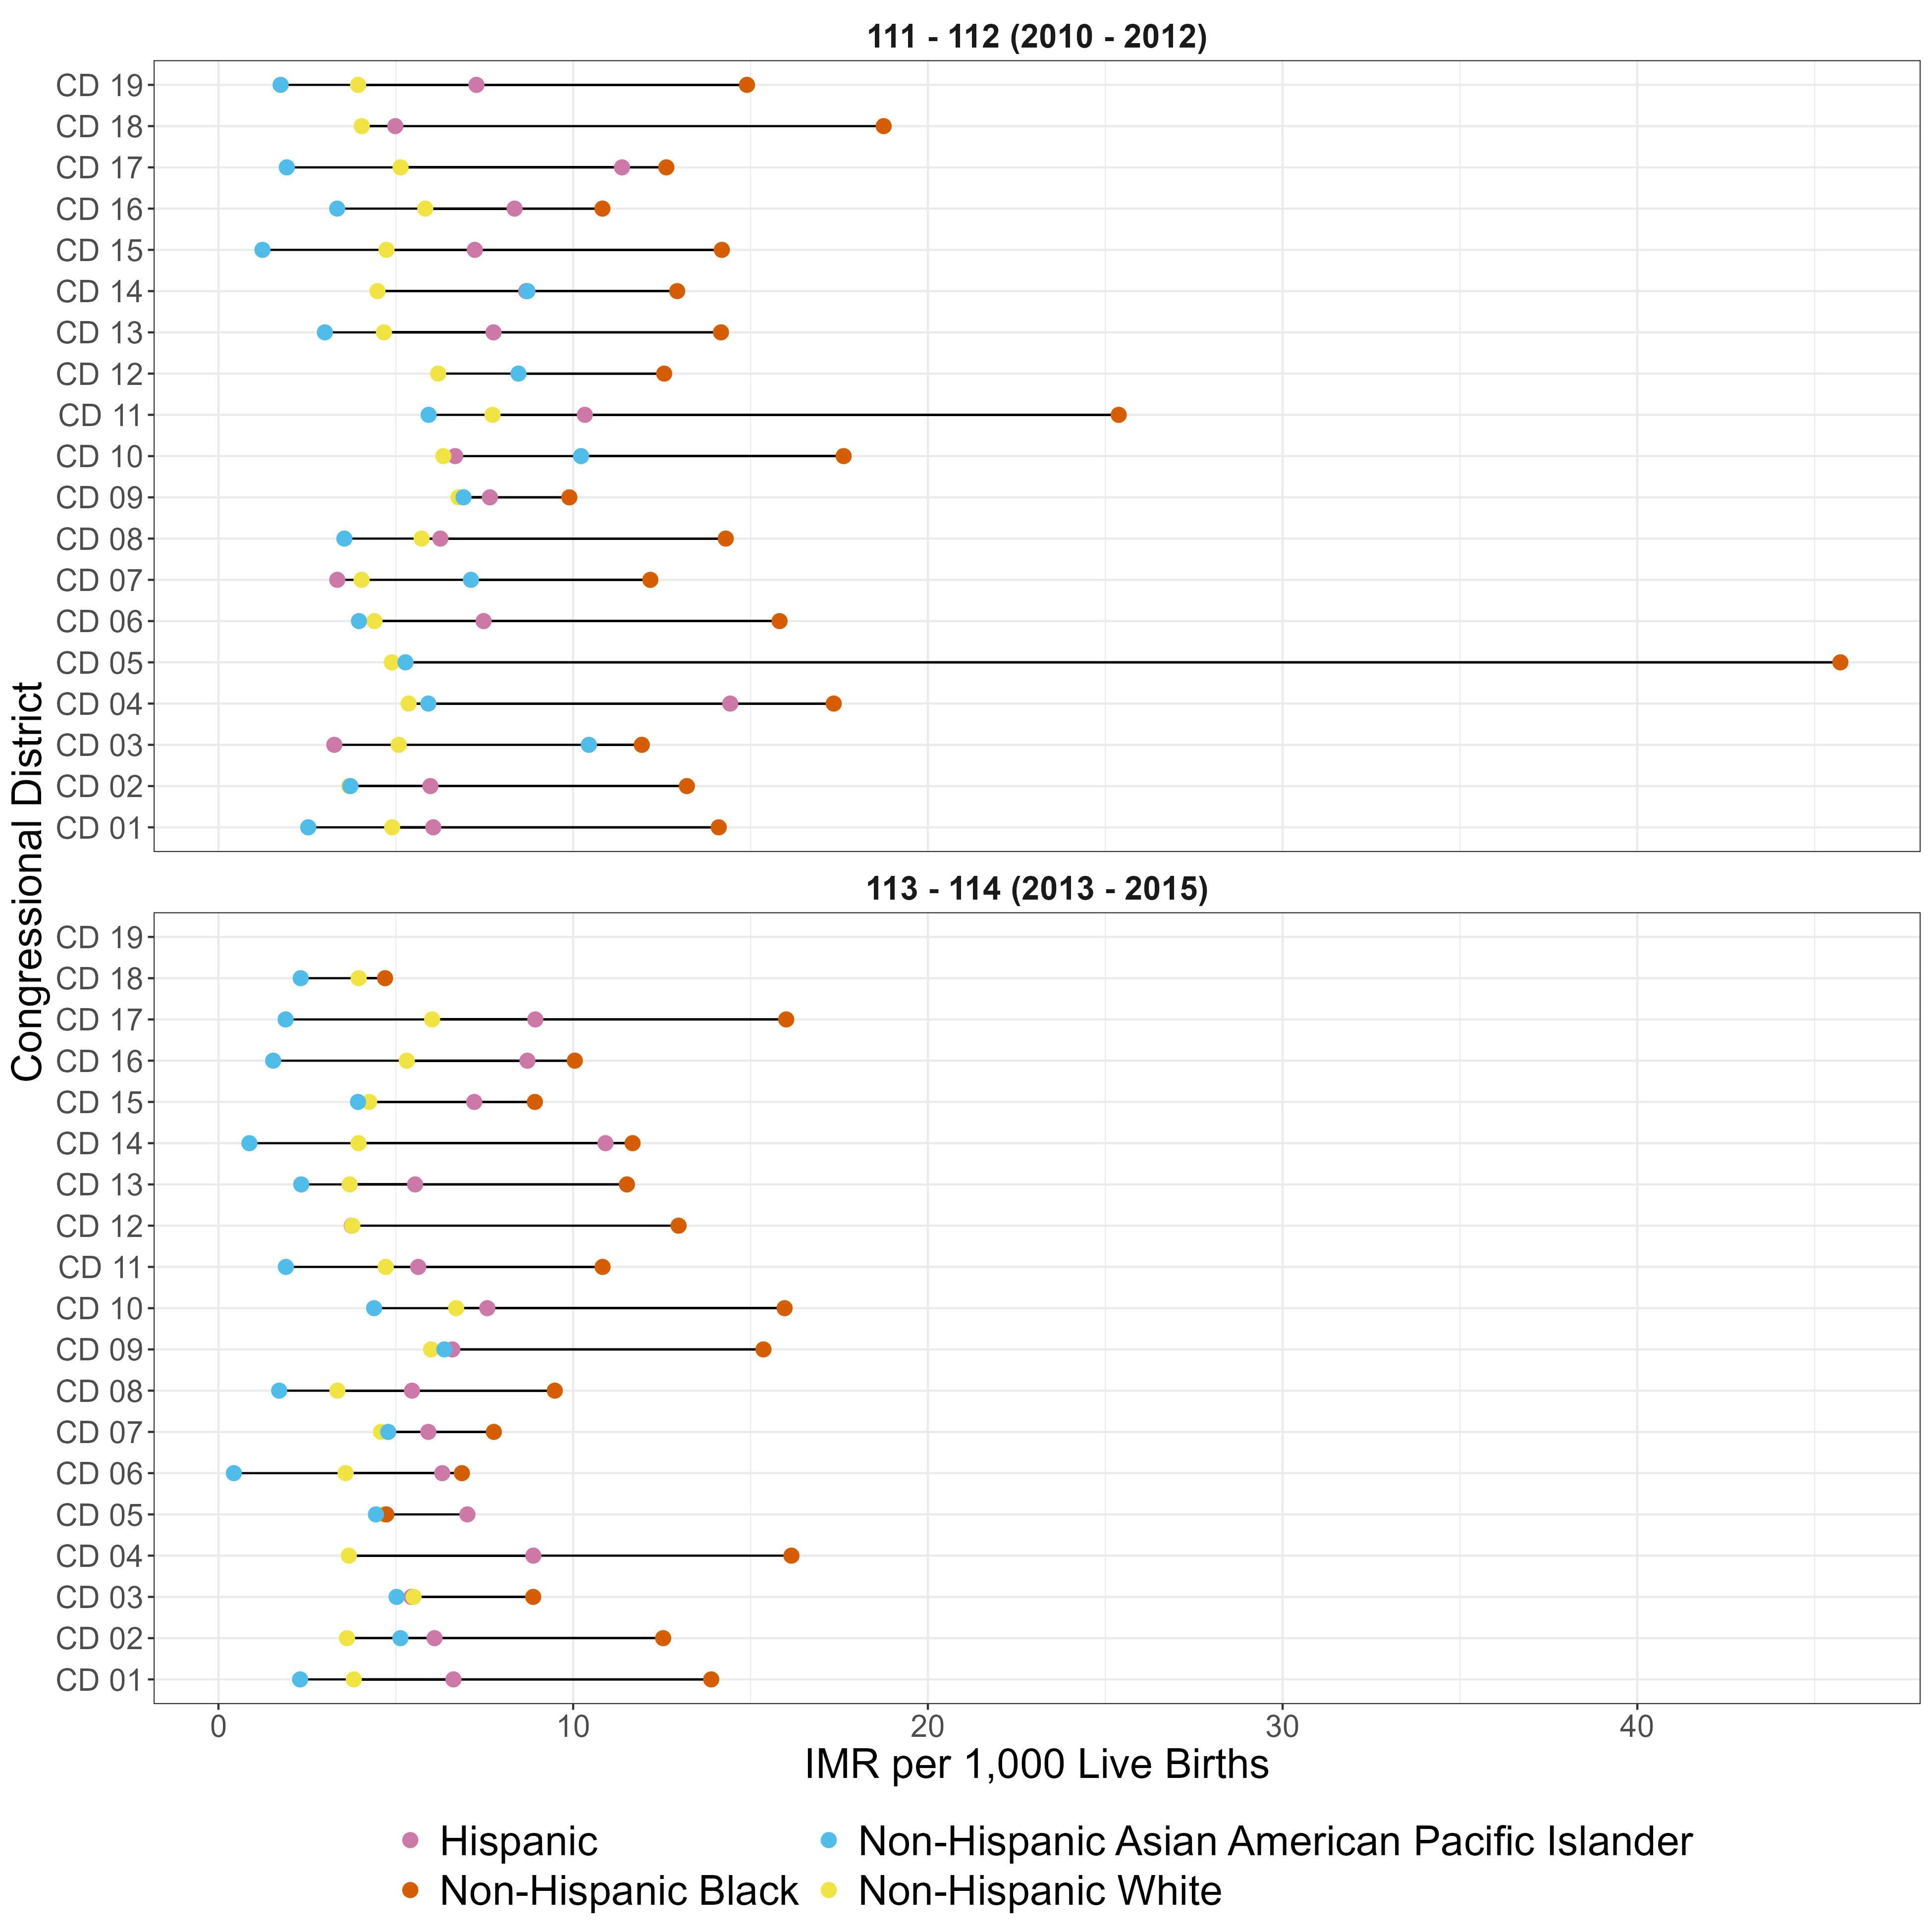 111 - 112 (2010 - 2012)
CD 19
CD 18
CD 17
CD 16
CD 15
CD 14
CD 13
CD 12
CD 11
CD 10
CD 09
CD 08
CD 07
CD 06
CD 05
CD 04
CD 03
CD 02
CD 01
Congressional District
113 - 114 (2013 - 2015)
CD 19
CD 18
CD 17
CD 16
CD 15
CD 14
CD 13
CD 12
CD 11
CD 10
CD 09
CD 08
CD 07
CD 06
CD 05
CD 04
CD 03
CD 02
CD 01
0 10 20 30 40
IMR per 1,000 Live Births
Hispanic Non-Hispanic Asian American Pacific Islander
Non-Hispanic Black Non-Hispanic White